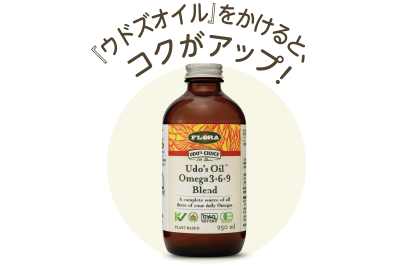 『ウドズオイル』をかけると、
コクがアップ!
FLORA
UDO'S CHOICE
Udo's Oil™
Omega 3•6•9
Blend
A complete source of all
three of your daily Omegas
PLANT BASED
250 ml